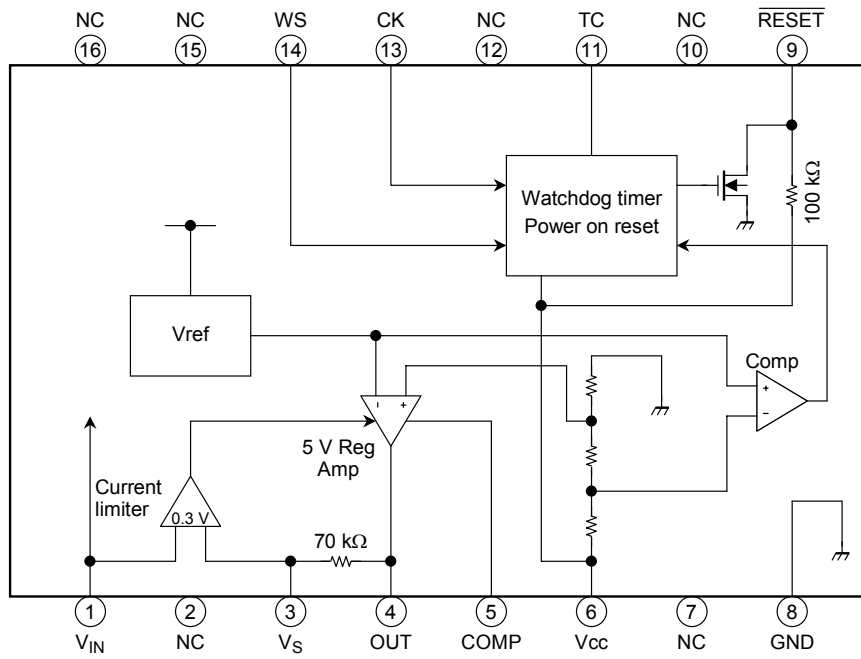 NC NC WS CK NC TC NC RESET
16 15 14 13 12 11 10 9
Watchdog timer
Power on reset
100 kΩ
Vref
Comp
+
−
− +
5 V Reg
Amp
Current
limiter
0.3 V
70 kΩ
1 2 3 4 5 6 7 8
VIN NC VS OUT COMP Vcc NC GND